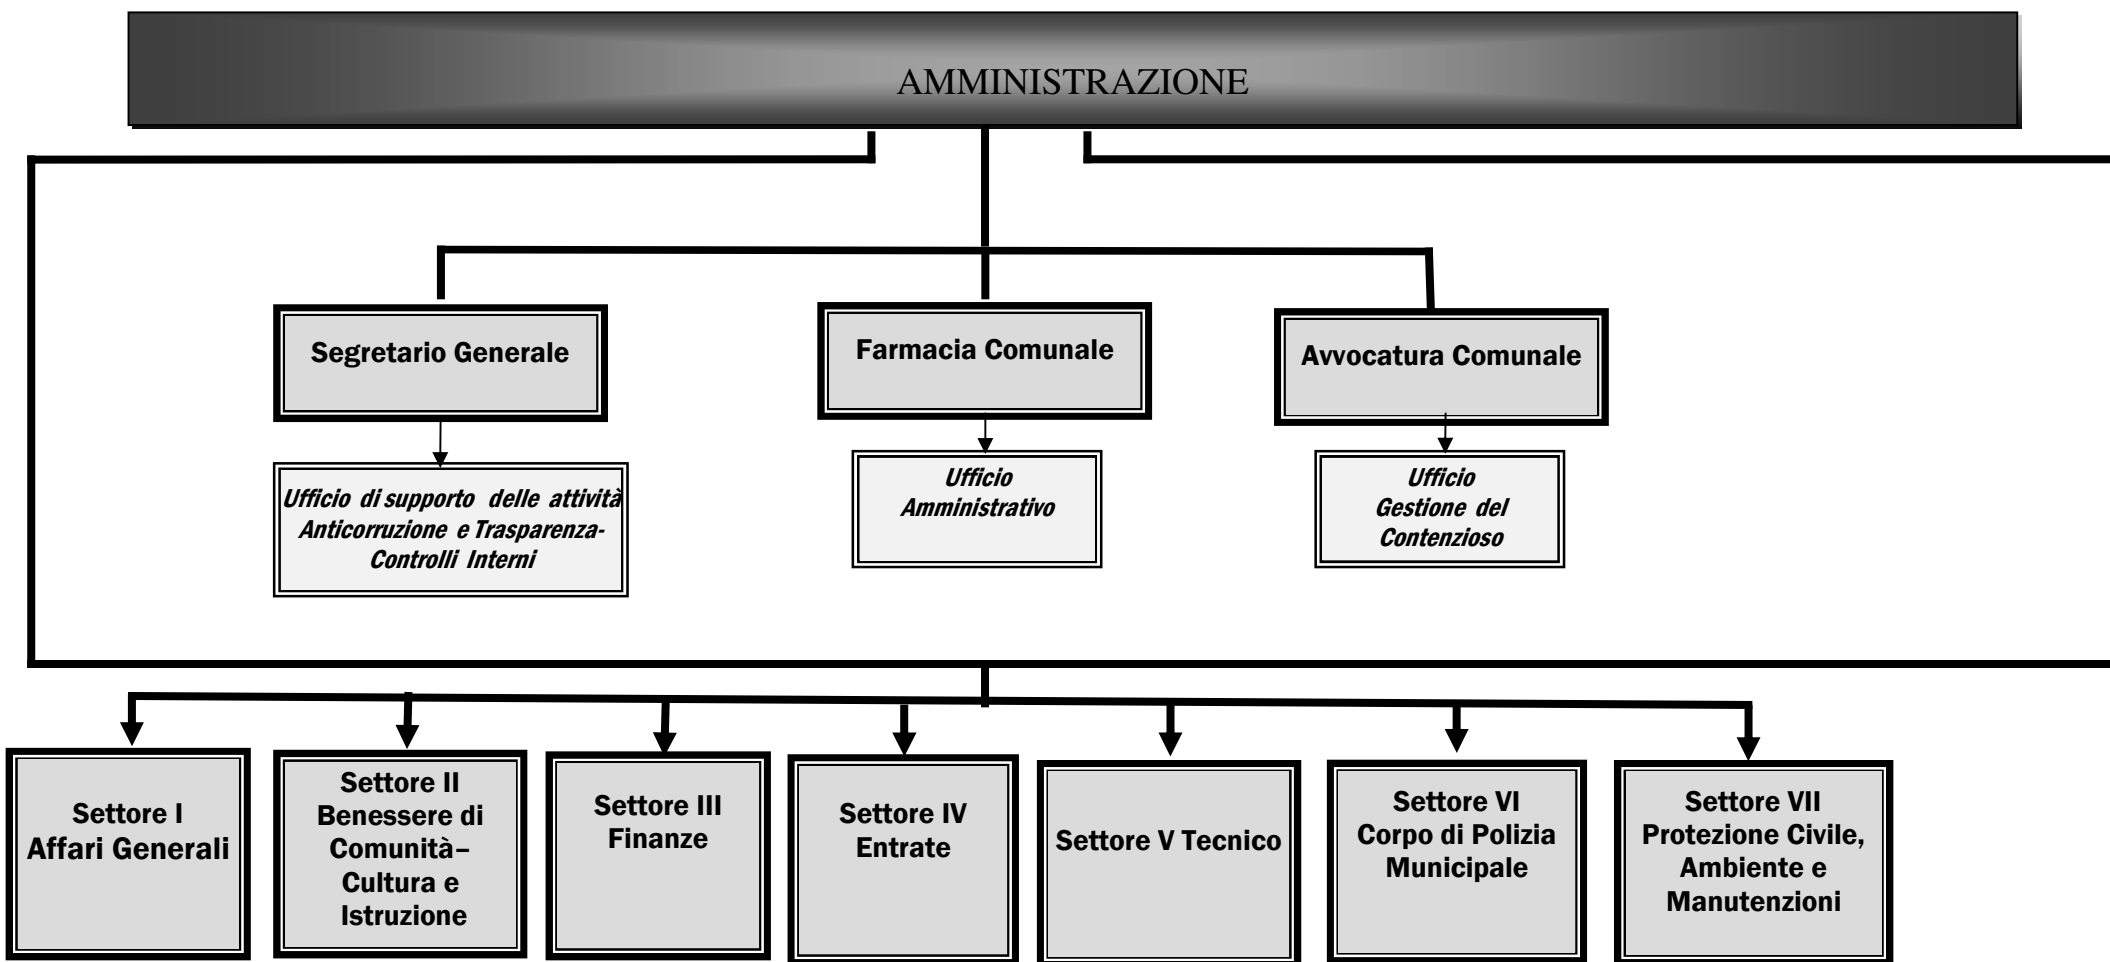 AMMINISTRAZIONE
Segretario Generale
Farmacia Comunale
Avvocatura Comunale
Ufficio di supporto delle attività
Anticorruzione e Trasparenza-
Controlli Interni
Ufficio
Amministrativo
Ufficio
Gestione del
Contenzioso
Settore I
Affari Generali
Settore II
Benessere di
Comunità–
Cultura e
Istruzione
Settore III
Finanze
Settore IV
Entrate
Settore V Tecnico
Settore VI
Corpo di Polizia
Municipale
Settore VII
Protezione Civile,
Ambiente e
Manutenzioni